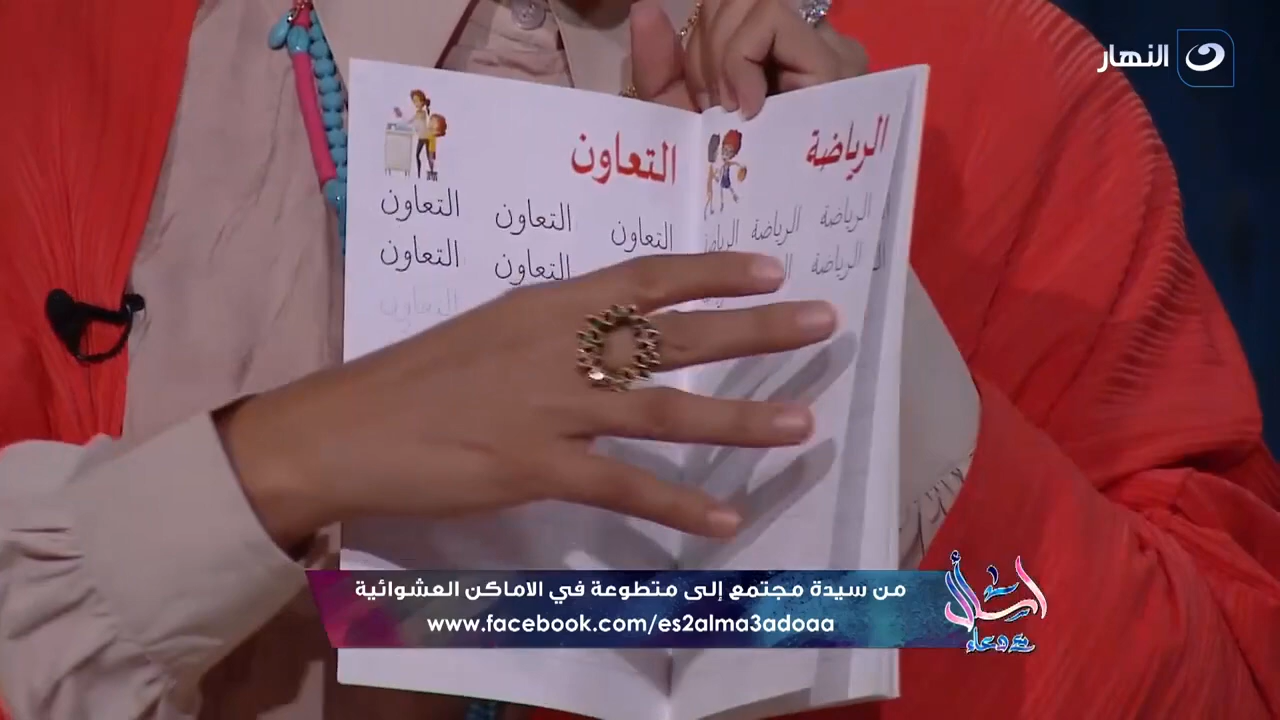 النهار
الرياضة
الرياضة الرياضة
الرياضة
التعاون
التعاون التعاون التعاون
التعاون التعاون
التعاون
من سيدة مجتمع إلى متطوعة في الاماكن العشوائية
www.facebook.com/es2alma3adoaa
اسأل
مع دعاء